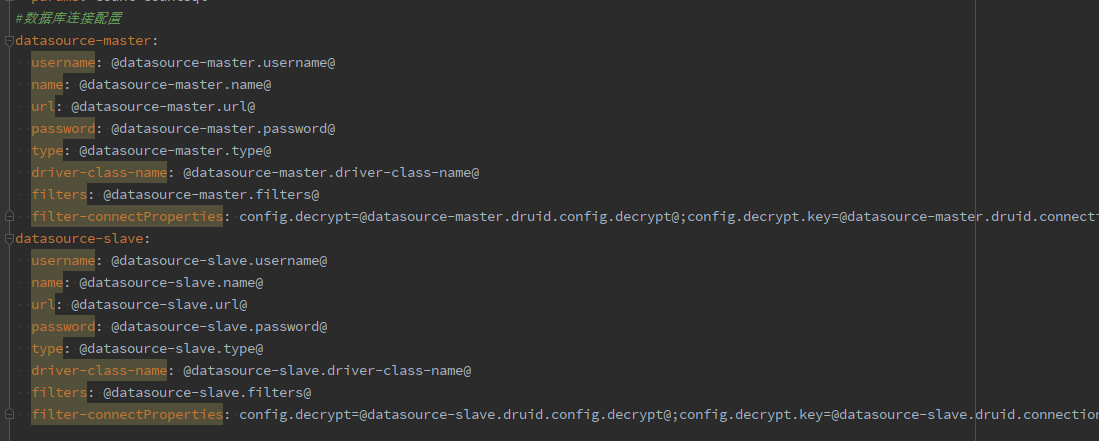 #数据库连接配置
datasource-master:
username: @datasource-master.username@
name: @datasource-master.name@
url: @datasource-master.url@
password: @datasource-master.password@
type: @datasource-master.type@
driver-class-name: @datasource-master.driver-class-name@
filters: @datasource-master.filters@
filter-connectProperties: config.decrypt=@datasource-master.druid.config.decrypt@;config.decrypt.key=@datasource-master.druid.connecti
datasource-slave:
username: @datasource-slave.username@
name: @datasource-slave.name@
url: @datasource-slave.url@
password: @datasource-slave.password@
type: @datasource-slave.type@
driver-class-name: @datasource-slave.driver-class-name@
filters: @datasource-slave.filters@
filter-connectProperties: config.decrypt=@datasource-slave.druid.config.decrypt@;config.decrypt.key=@datasource-slave.druid.connection